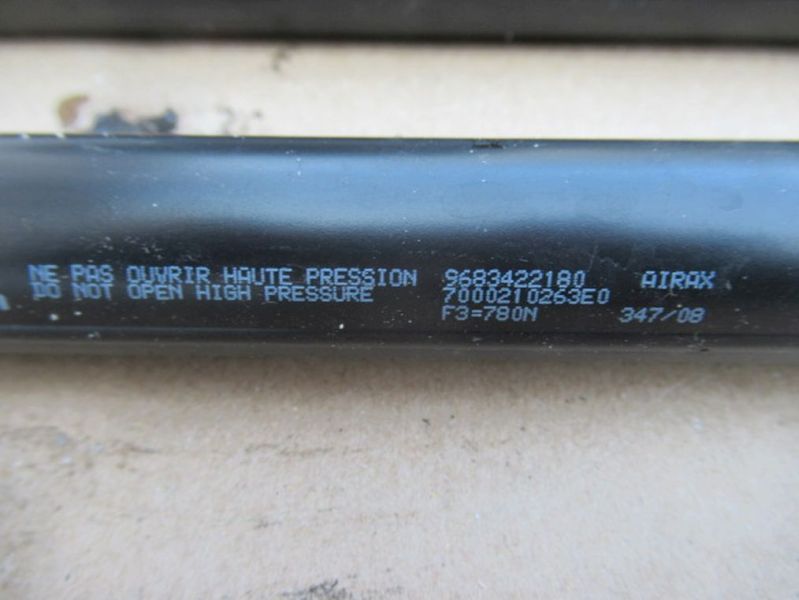 NE PAS OUVRIR HAUTE PRESSION 9683422180 AIRAX
DO NOT OPEN HIGH PRESSURE 7000210263E0
F3=780N 347/08